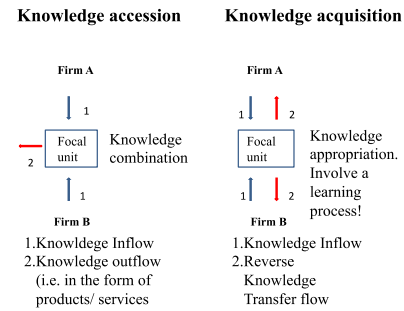 Knowledge accession
Firm A
1
Focal
unit
2
Knowledge
combination
1
Firm B
1.Knowldege Inflow
2.Knowledge outflow
(i.e. in the form of
products/ services
Knowledge acquisition
Firm A
1
2
Focal
unit
Knowledge
appropriation.
Involve a
learning
process!
1
2
Firm B
1.Knowledge Inflow
2.Reverse
Knowledge
Transfer flow